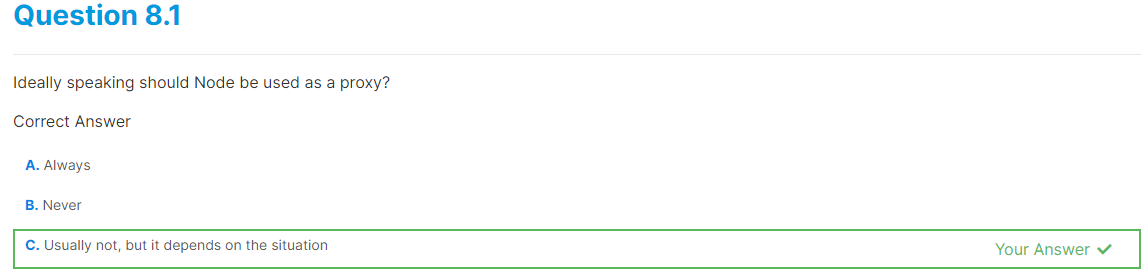 Question 8.1
Ideally speaking should Node be used as a proxy?
Correct Answer
A. Always
B. Never
C. Usually not, but it depends on the situation
Your Answer